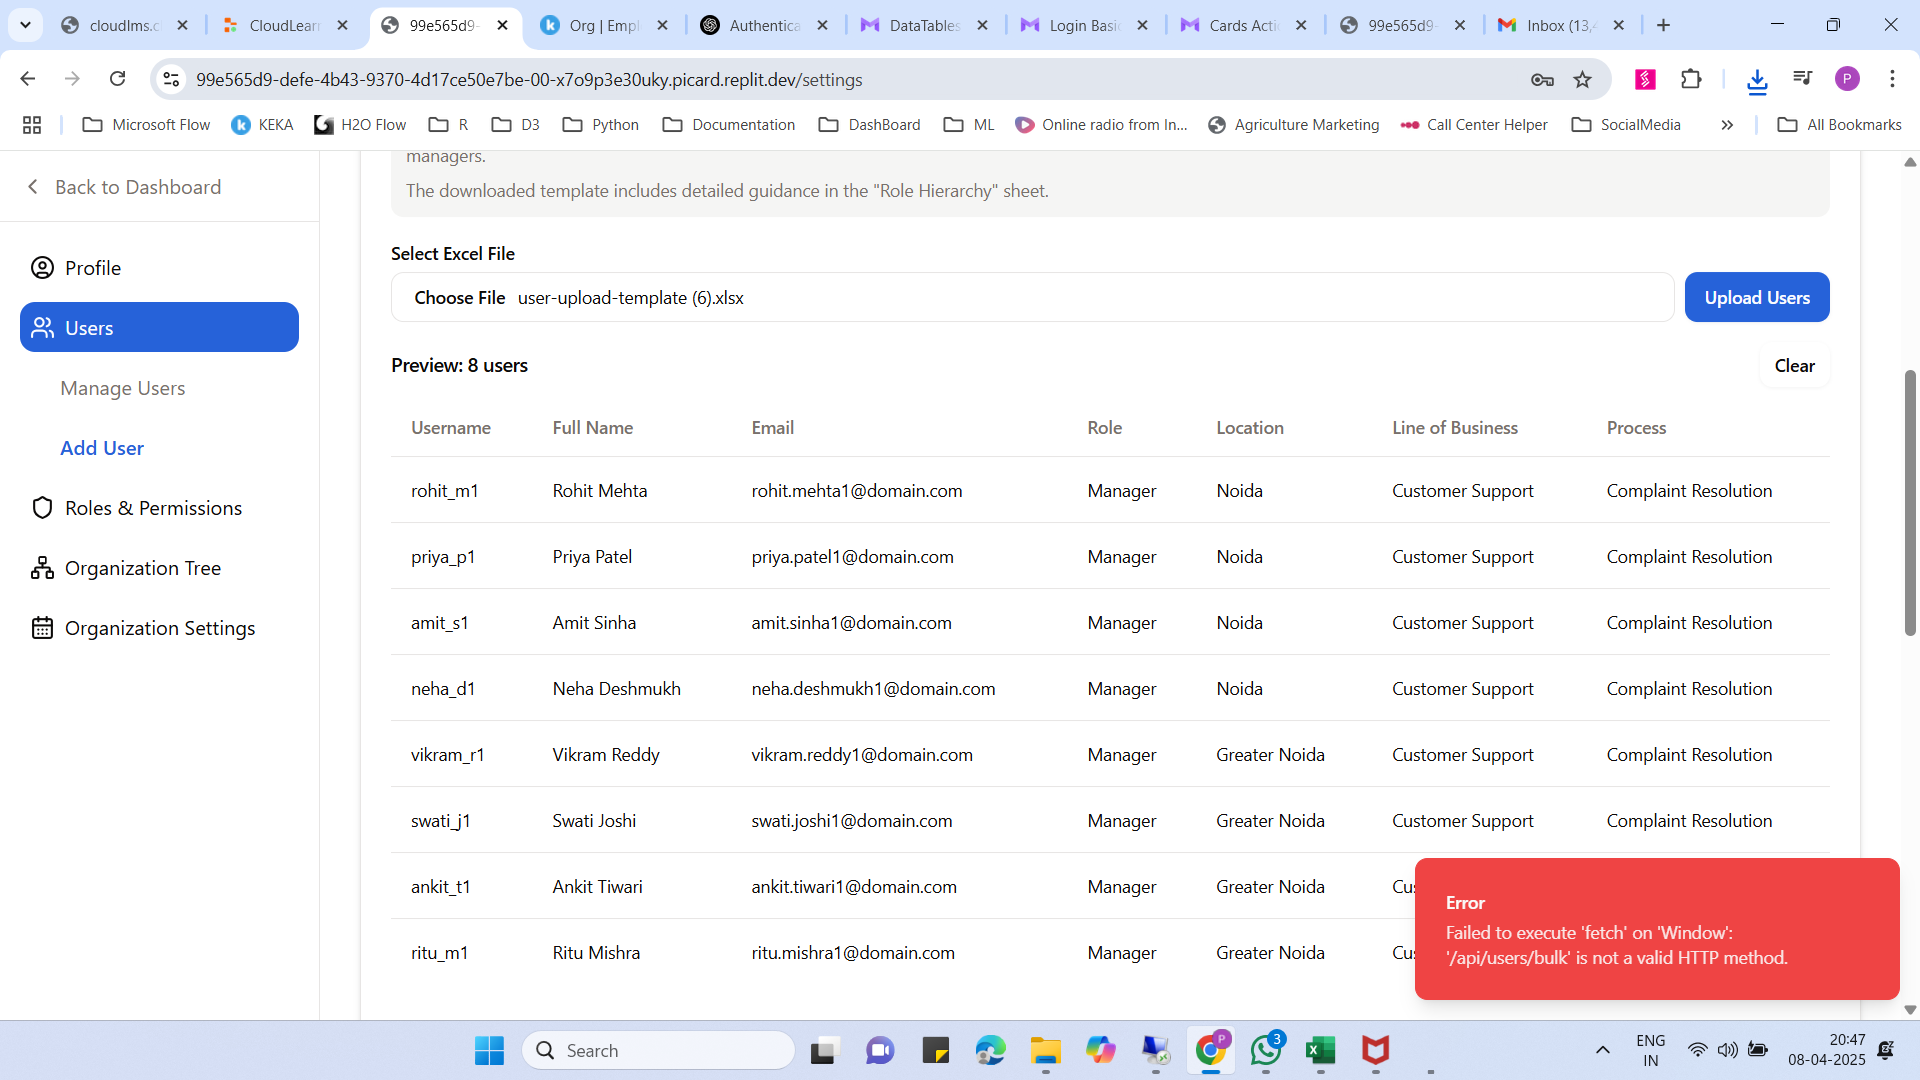 cloudlms.c
CloudLearn
99e565d9-
Org | Empl
Authentica
DataTables
Login Basic
Cards Actio
99e565d9-
Inbox (13,4
99e565d9-defe-4b43-9370-4d17ce50e7be-00-x7o9p3e30uky.picard.replit.dev/settings
P
Microsoft Flow
KEKA
H2O Flow
R
D3
Python
Documentation
DashBoard
ML
Online radio from In...
Agriculture Marketing
Call Center Helper
SocialMedia
All Bookmarks
Back to Dashboard
Profile
Users
Manage Users
Add User
Roles & Permissions
Organization Tree
Organization Settings
managers.
The downloaded template includes detailed guidance in the "Role Hierarchy" sheet.
Select Excel File
Choose File user-upload-template (6).xlsx
Upload Users
Preview: 8 users
Clear
Username Full Name Email Role Location Line of Business Process
rohit_m1 Rohit Mehta rohit.mehta1@domain.com Manager Noida Customer Support Complaint Resolution
priya_p1 Priya Patel priya.patel1@domain.com Manager Noida Customer Support Complaint Resolution
amit_s1 Amit Sinha amit.sinha1@domain.com Manager Noida Customer Support Complaint Resolution
neha_d1 Neha Deshmukh neha.deshmukh1@domain.com Manager Noida Customer Support Complaint Resolution
vikram_r1 Vikram Reddy vikram.reddy1@domain.com Manager Greater Noida Customer Support Complaint Resolution
swati_j1 Swati Joshi swati.joshi1@domain.com Manager Greater Noida Customer Support Complaint Resolution
ankit_t1 Ankit Tiwari ankit.tiwari1@domain.com Manager Greater Noida Cus
ritu_m1 Ritu Mishra ritu.mishra1@domain.com Manager Greater Noida Cus
Error
Failed to execute 'fetch' on 'Window':
'/api/users/bulk' is not a valid HTTP method.
Search
P
3
ENG
IN
20:47
08-04-2025